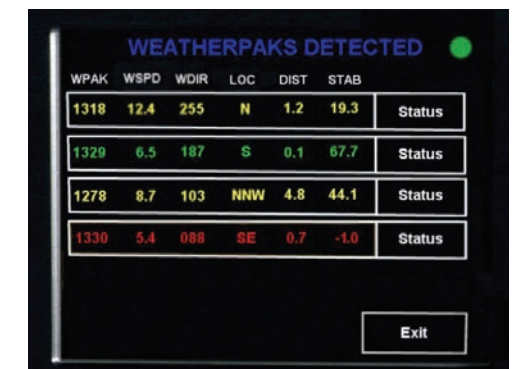 WEATHERPAKS DETECTED
WPAK WSPD WDIR LOC DIST STAB
1318 12.4 255 N 1.2 19.3 Status
1329 6.5 187 S 0.1 67.7 Status
1278 8.7 103 NNW 4.8 44.1 Status
1330 5.4 088 SE 0.7 -1.0 Status
Exit